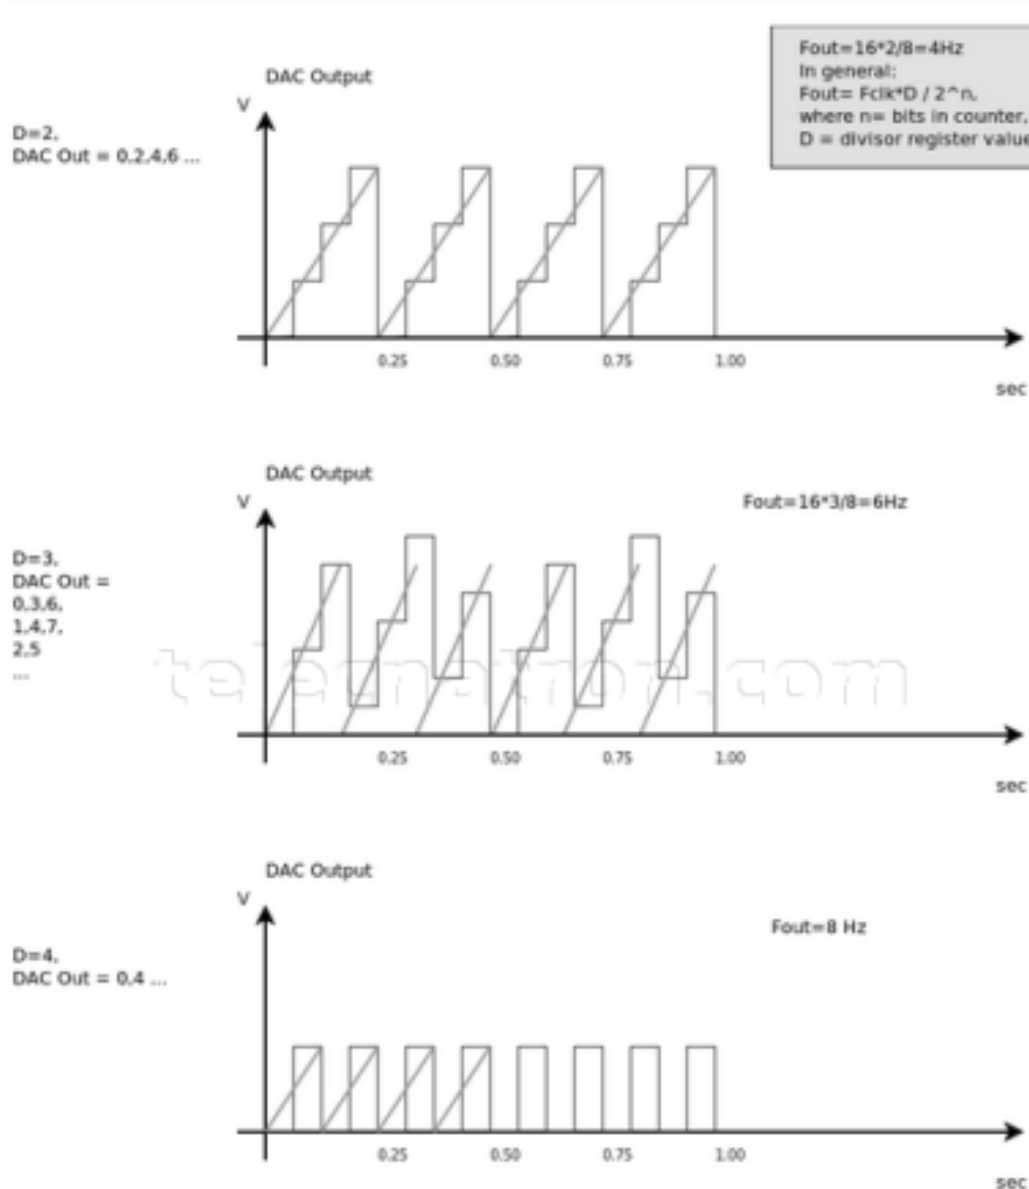 Fout=16*2/8=4Hz
In general:
Fout= Fclk*D / 2^n,
where n= bits in counter,
D = divisor register value
DAC Output
V
D=2,
DAC Out = 0,2,4,6 ...
0.25 0.50 0.75 1.00
sec
DAC Output
V
Fout=16*3/8=6Hz
D=3,
DAC Out =
0,3,6,
1,4,7,
2,5
...
telecnatron.com
0.25 0.50 0.75 1.00
sec
DAC Output
V
Fout=8 Hz
D=4,
DAC Out = 0,4 ...
0.25 0.50 0.75 1.00
sec